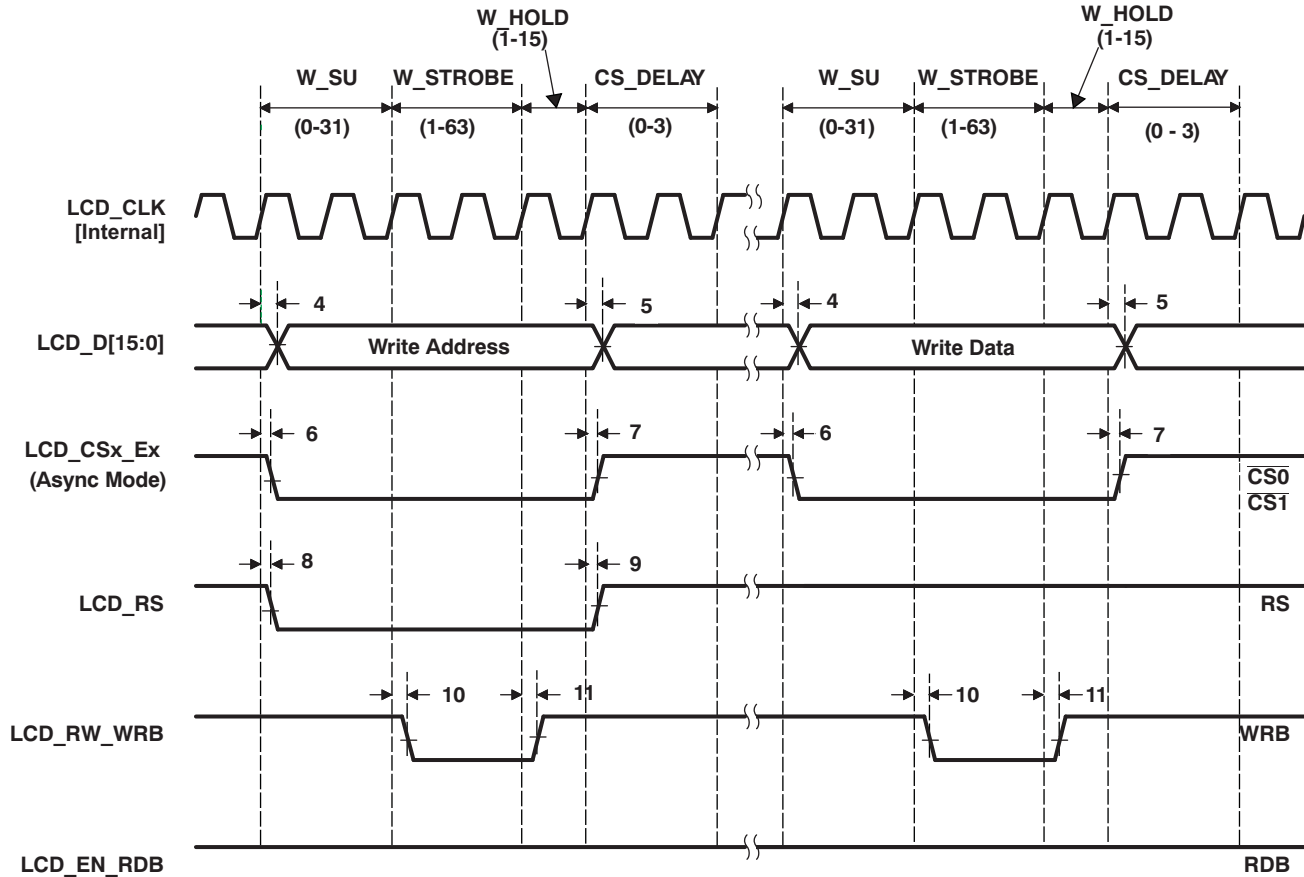 W_HOLD
(1-15)
W_HOLD
(1-15)
W_SU
W_STROBE
CS_DELAY
W_SU
W_STROBE
CS_DELAY
(0-31)
(1-63)
(0-3)
(0-31)
(1-63)
(0 - 3)
LCD_CLK
[Internal]
4
5
4
5
LCD_D[15:0]
Write Address
Write Data
6
7
6
7
LCD_CSx_Ex
(Async Mode)
CS0
CS1
8
9
LCD_RS
RS
10
11
10
11
LCD_RW_WRB
WRB
LCD_EN_RDB
RDB